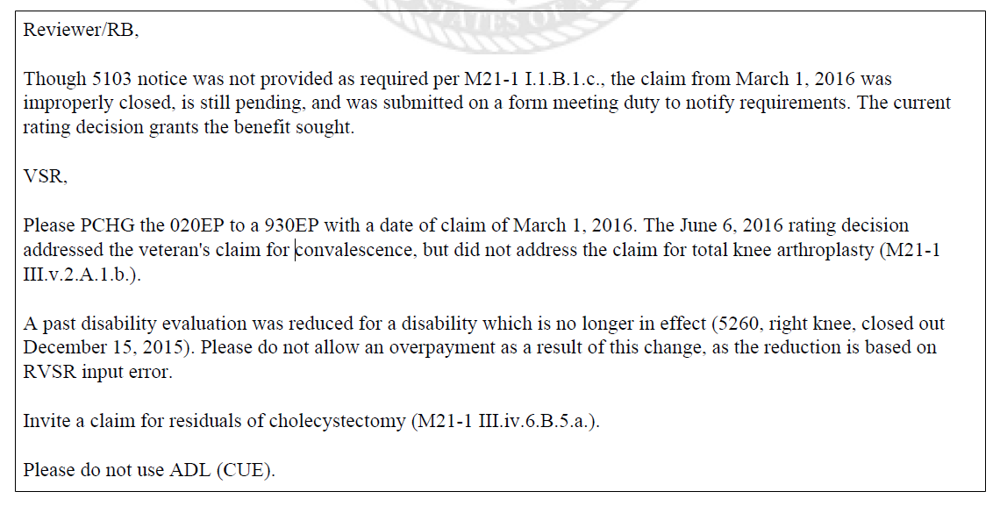 STATES OF A
Reviewer/RB,
Though 5103 notice was not provided as required per M21-1 I.1.B.1.c., the claim from March 1, 2016 was
improperly closed, is still pending, and was submitted on a form meeting duty to notify requirements. The current
rating decision grants the benefit sought.
VSR,
Please PCHG the 020EP to a 930EP with a date of claim of March 1, 2016. The June 6, 2016 rating decision
addressed the veteran's claim for convalescence, but did not address the claim for total knee arthroplasty (M21-1
III.v.2.A.1.b.).
A past disability evaluation was reduced for a disability which is no longer in effect (5260, right knee, closed out
December 15, 2015). Please do not allow an overpayment as a result of this change, as the reduction is based on
RVSR input error.
Invite a claim for residuals of cholecystectomy (M21-1 III.iv.6.B.5.a.).
Please do not use ADL (CUE).